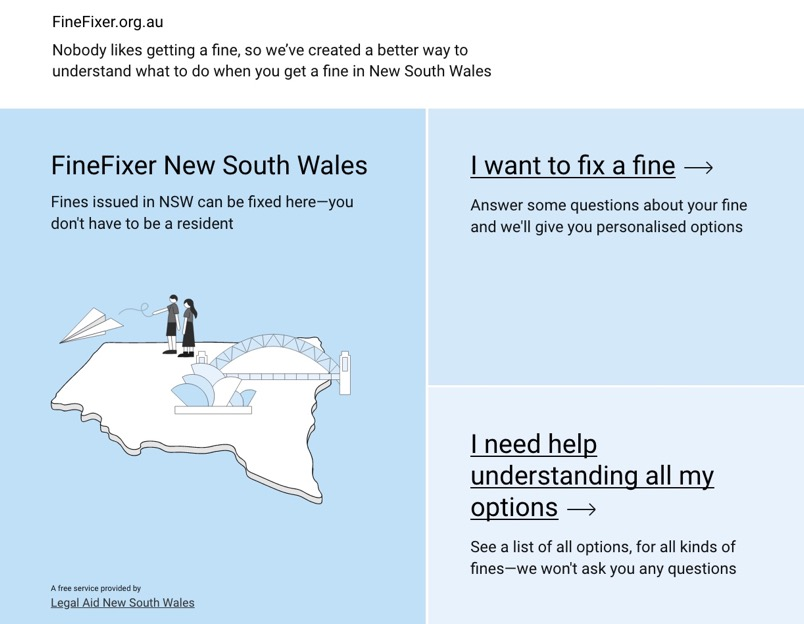 FineFixer.org.au
Nobody likes getting a fine, so we’ve created a better way to
understand what to do when you get a fine in New South Wales
FineFixer New South Wales
Fines issued in NSW can be fixed here—you
don't have to be a resident
A free service provided by
Legal Aid New South Wales
I want to fix a fine →
Answer some questions about your fine
and we'll give you personalised options
I need help
understanding all my
options →
See a list of all options, for all kinds of
fines—we won't ask you any questions